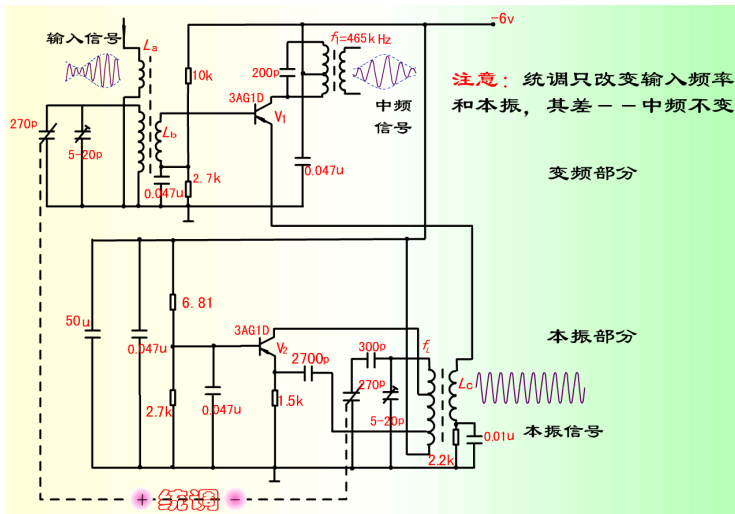 -6v
输入信号
La
f1=465kHz
10k
200p
注意：统调只改变输入频率
和本振，其差－－中频不变
3AG1D
V1
中频
信号
270p
5-20p
Lb
0.047u
2.7k
0.047u
变频部分
6.81
50u
0.047u
3AG1D
V2
2700p
300p
fL
本振部分
270p
Lc
2.7k
0.047u
1.5k
5-20p
本振信号
2.2k
0.01u
+ 统调 -